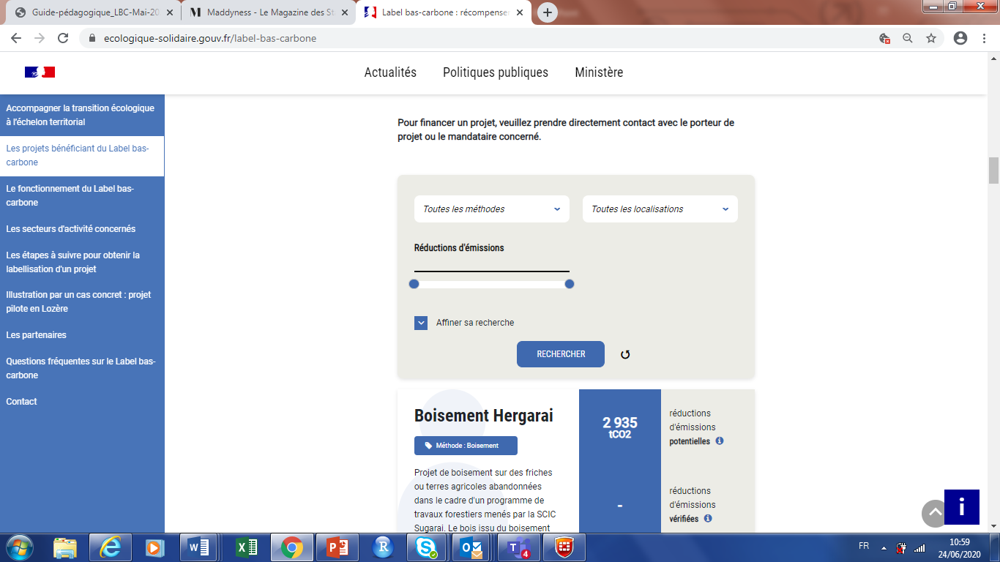 Guide-pédagogique_LBC-Mai-20
Maddyness - Le Magazine des St
Label bas-carbone : récompenser
ecologique-solidaire.gouv.fr/label-bas-carbone
Actualités
Politiques publiques
Ministère
Accompagner la transition écologique
à l'échelon territorial
Les projets bénéficiant du Label bas-
carbone
Le fonctionnement du Label bas-
carbone
Les secteurs d'activité concernés
Les étapes à suivre pour obtenir la
labellisation d'un projet
Illustration par un cas concret : projet
pilote en Lozère
Les partenaires
Questions fréquentes sur le Label bas-
carbone
Contact
Pour financer un projet, veuillez prendre directement contact avec le porteur de
projet ou le mandataire concerné.
Toutes les méthodes
Toutes les localisations
Réductions d'émissions
Affiner sa recherche
RECHERCHER
Boisement Hergarai
Méthode : Boisement
Projet de boisement sur des friches
ou terres agricoles abandonnées
dans le cadre d'un programme de
travaux forestiers menés par la SCIC
Sugarai. Le bois issu du boisement
2 935
tCO2
réductions
d'émissions
potentielles
-
réductions
d'émissions
vérifiées
i
FR
4
10:59
24/06/2020